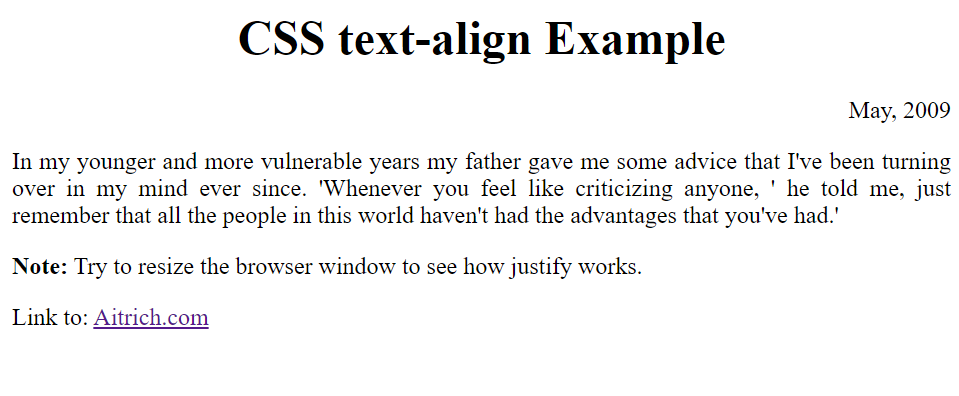 CSS text-align Example
May, 2009
In my younger and more vulnerable years my father gave me some advice that I've been turning
over in my mind ever since. 'Whenever you feel like criticizing anyone, ' he told me, just
remember that all the people in this world haven't had the advantages that you've had.'
Note: Try to resize the browser window to see how justify works.
Link to: Aitrich.com